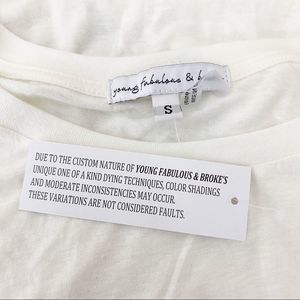 young fabulous & b
S
DUE TO THE CUSTOM NATURE OF YOUNG FABULOUS & BROKE'S
UNIQUE ONE OF A KIND DYING TECHNIQUES, COLOR SHADINGS
AND MODERATE INCONSISTENCIES MAY OCCUR.
THESE VARIATIONS ARE NOT CONSIDERED FAULTS.